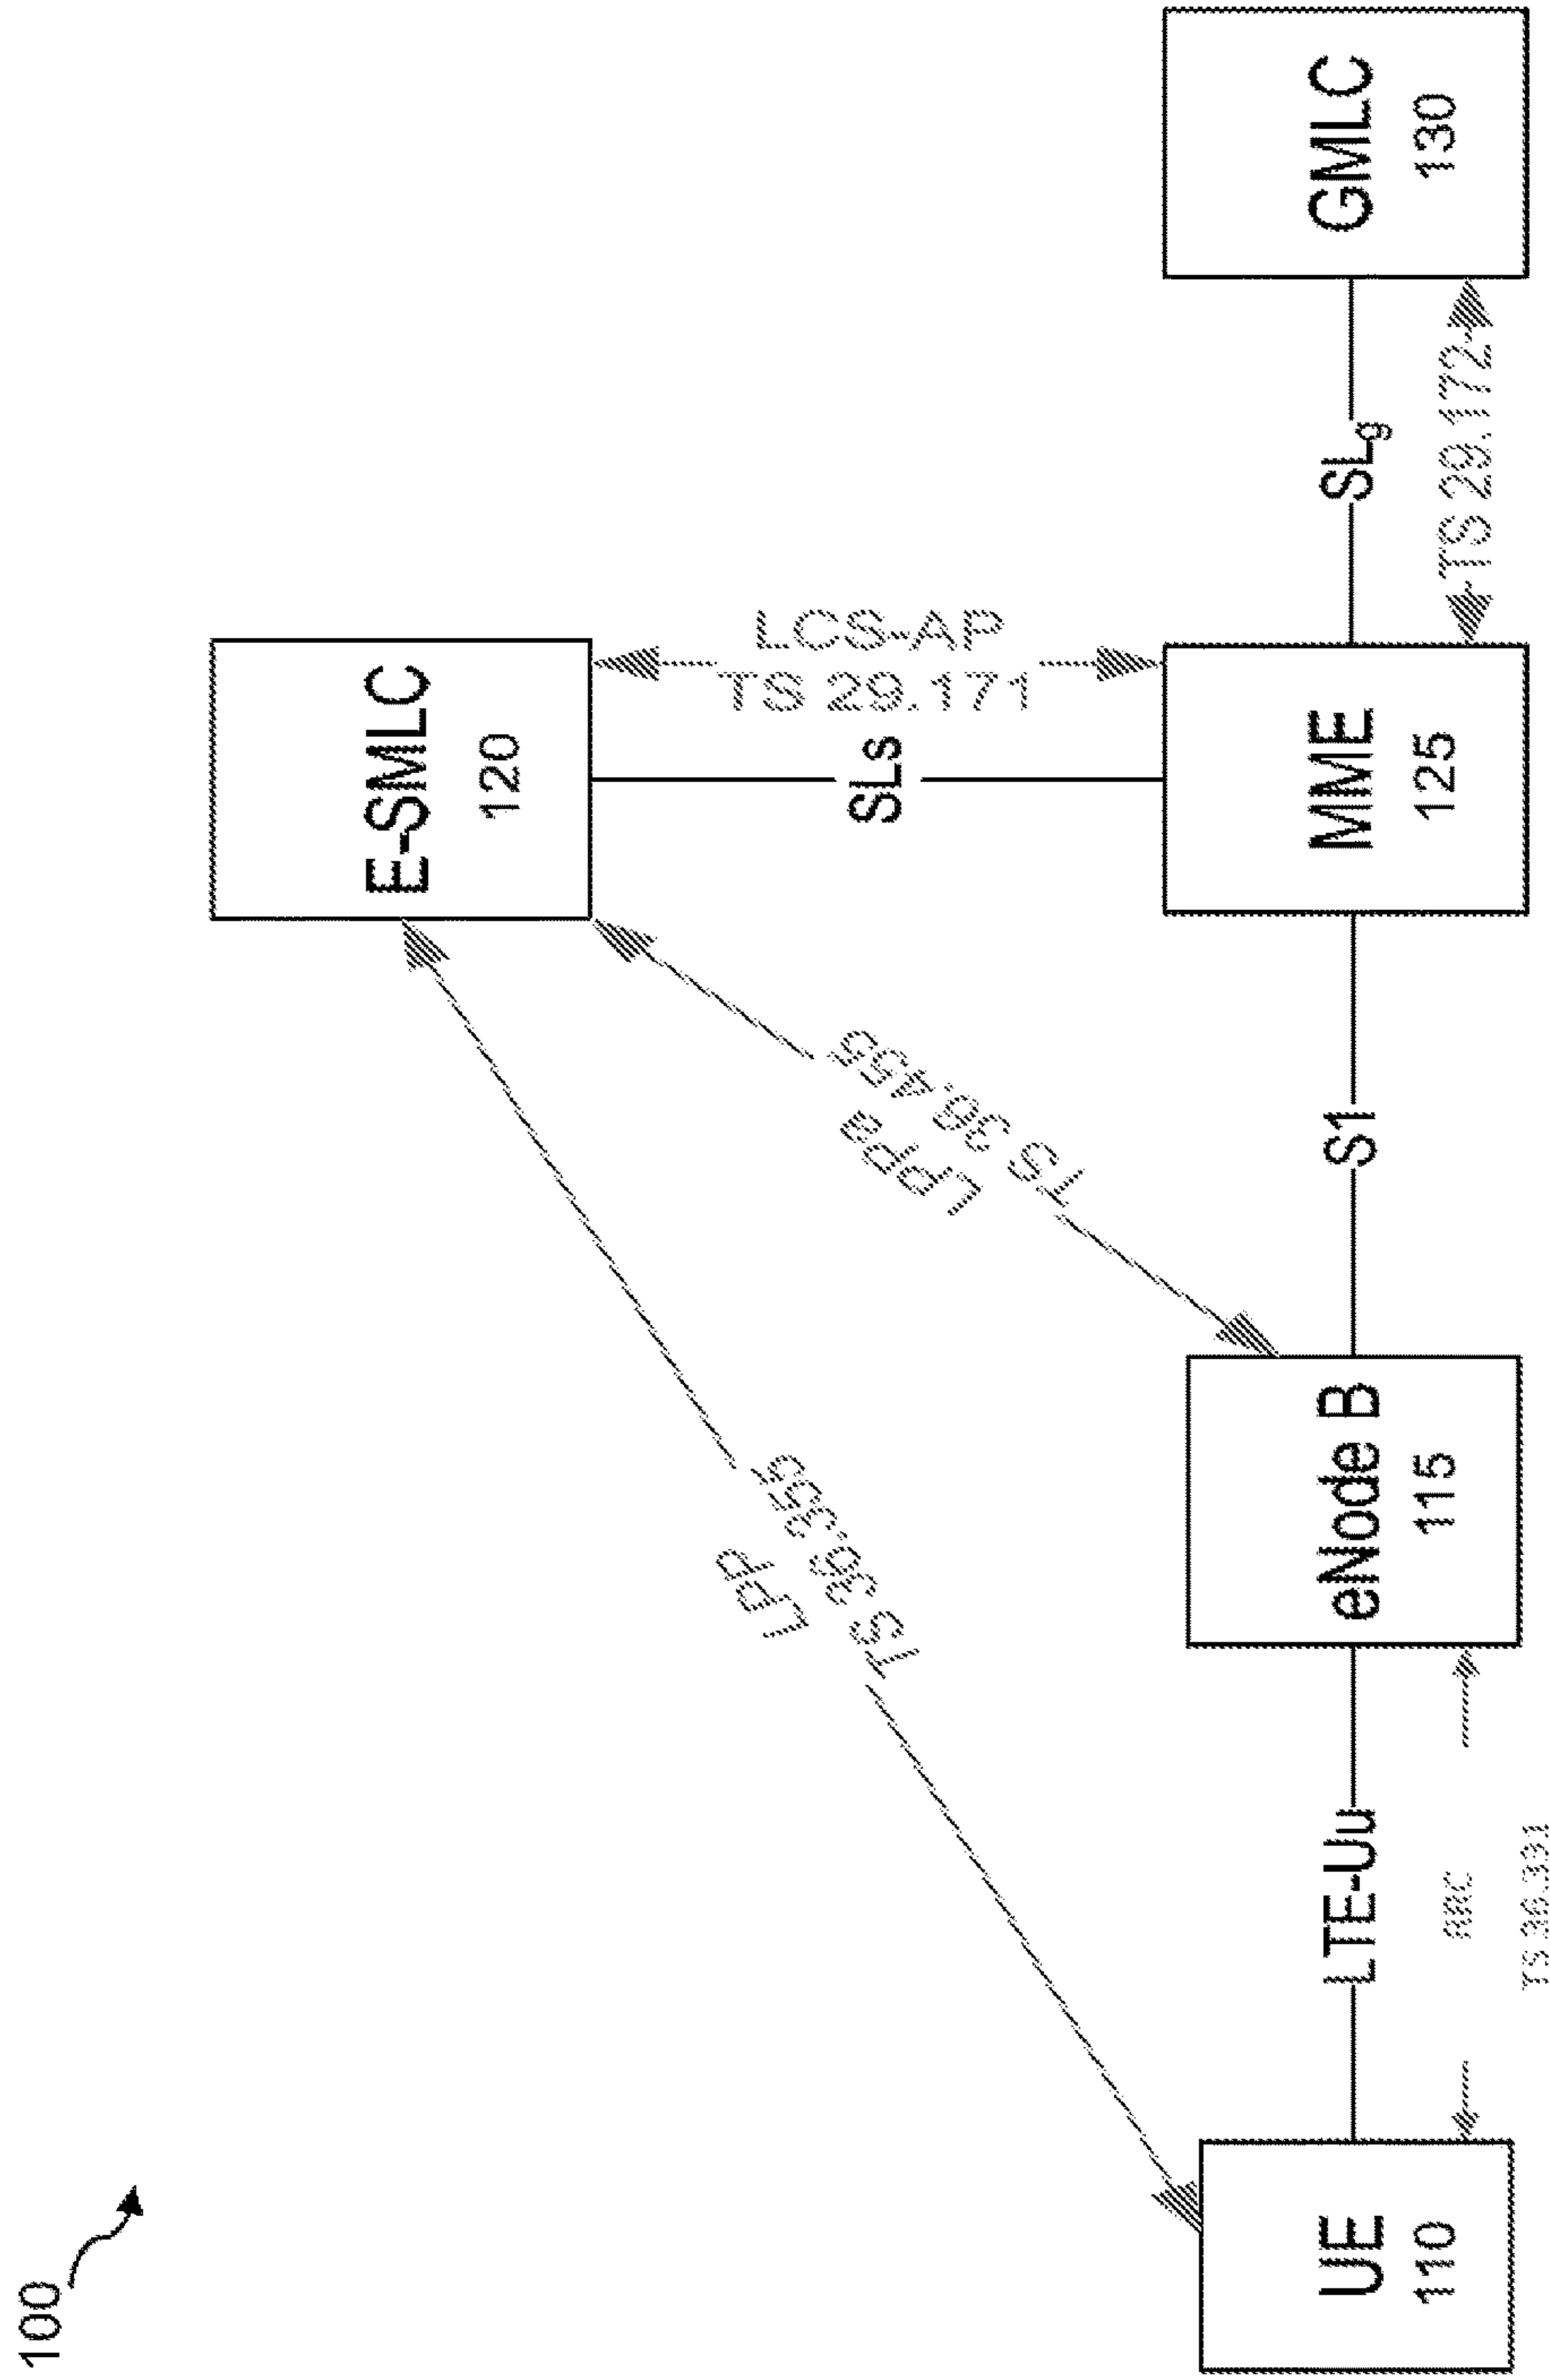 100
E-SMLC
120
LCS-AP
TS 29.171
SLs
LPP
TS 36.355
LPPa
TS 36.455
UE
110
LTE-Uu
RRC
TS 36.331
eNode B
115
S1
MME
125
SLg
TS 29.172
GMLC
130